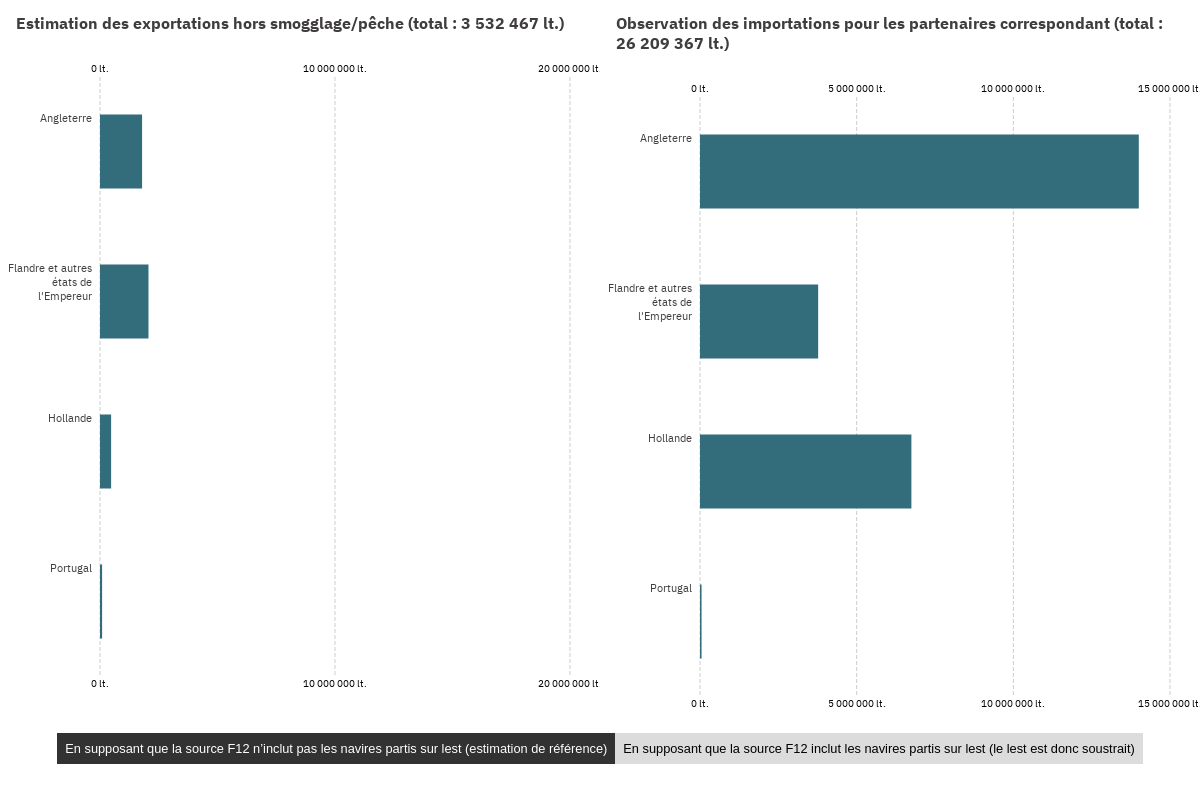 Estimation des exportations hors smogglage/pêche (total : 3 532 467 lt.)
0 lt.
10 000 000 lt.
20 000 000 lt
Angleterre
Flandre et autres
états de
l'Empereur
Hollande
Portugal
0 lt.
10 000 000 lt.
20 000 000 lt
Observation des importations pour les partenaires correspondant (total :
26 209 367 lt.)
0 lt.
5 000 000 lt.
10 000 000 lt.
15 000 000 lt
Angleterre
Flandre et autres
états de
l'Empereur
Hollande
Portugal
0 lt.
5 000 000 lt.
10 000 000 lt.
15 000 000 lt
En supposant que la source F12 n’inclut pas les navires partis sur lest (estimation de référence)
En supposant que la source F12 inclut les navires partis sur lest (le lest est donc soustrait)